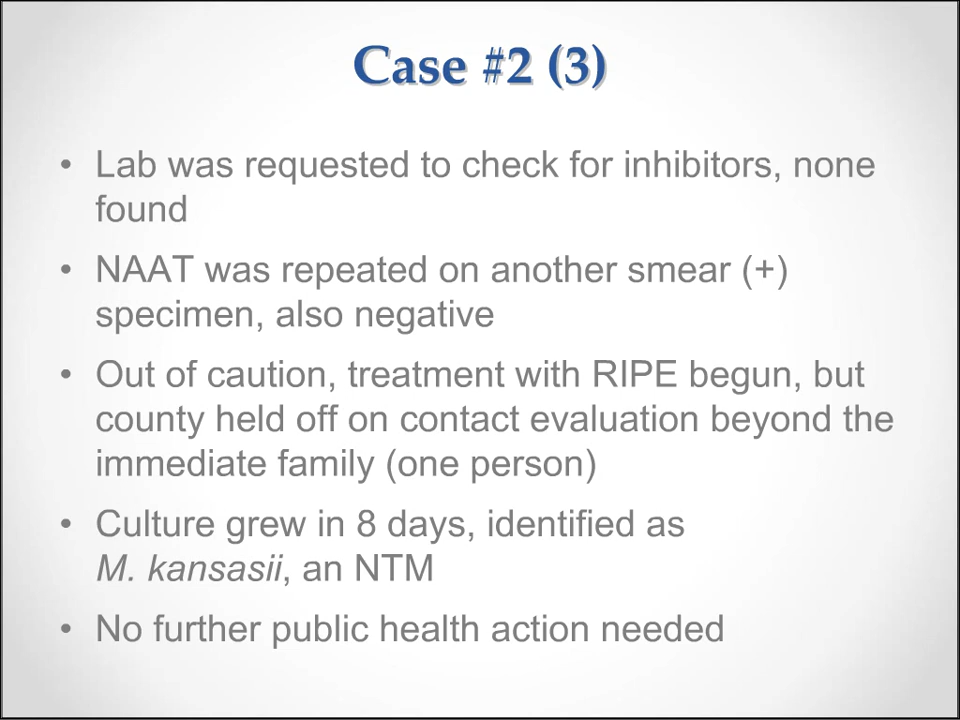 Case #2 (3)
• Lab was requested to check for inhibitors, none
found
• NAAT was repeated on another smear (+)
specimen, also negative
• Out of caution, treatment with RIPE begun, but
county held off on contact evaluation beyond the
immediate family (one person)
• Culture grew in 8 days, identified as
M. kansasii, an NTM
• No further public health action needed